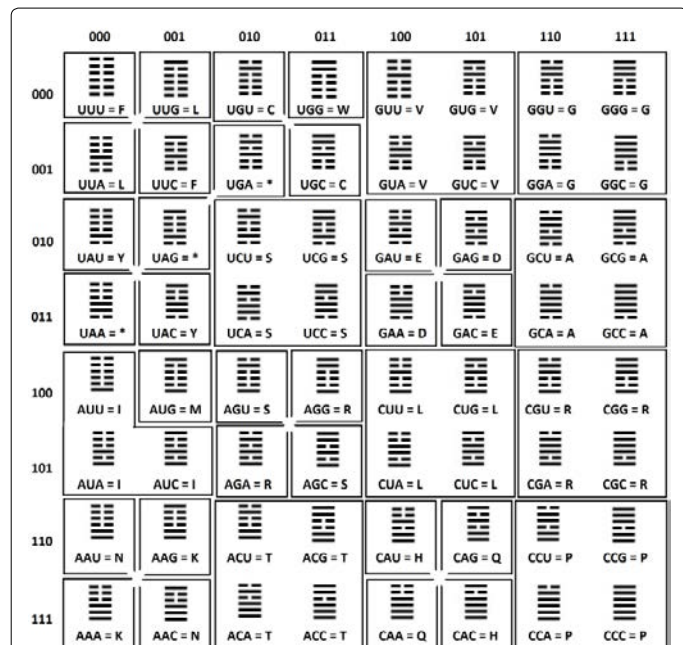 000 001 010 011 100 101 110 111
000
UUU = F UUG = L UGU = C UGG = W GUU = V GUG = V GGU = G GGG = G
001
UUA = L UUC = F UGA = * UGC = C GUA = V GUC = V GGA = G GGC = G
010
UAU = Y UAG = * UCU = S UCG = S GAU = E GAG = D GCU = A GCG = A
011
UAA = * UAC = Y UCA = S UCC = S GAA = D GAC = E GCA = A GCC = A
100
AUU = I AUG = M AGU = S AGG = R CUU = L CUG = L CGU = R CGG = R
101
AUA = I AUC = I AGA = R AGC = S CUA = L CUC = L CGA = R CGC = R
110
AAU = N AAG = K ACU = T ACG = T CAU = H CAG = Q CCU = P CCG = P
111
AAA = K AAC = N ACA = T ACC = T CAA = Q CAC = H CCA = P CCC = P